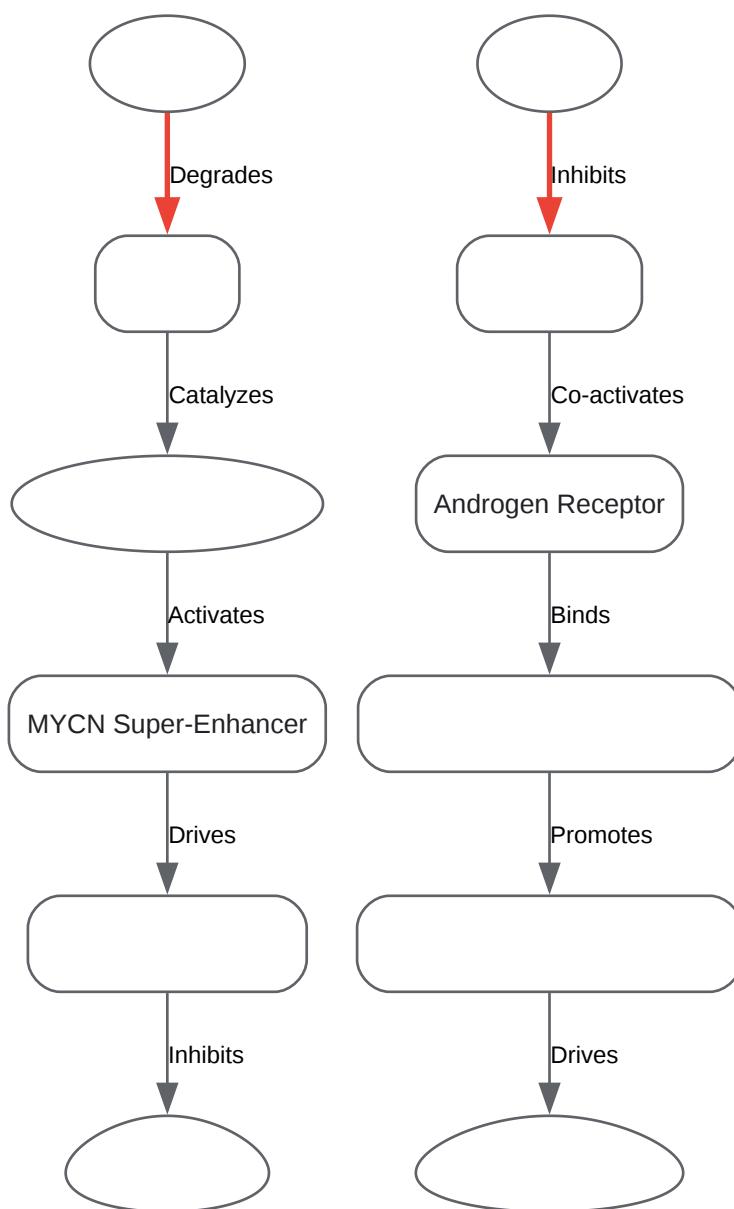 Degrades
Inhibits
Catalyzes
Co-activates
Androgen Receptor
Activates
Binds
MYCN Super-Enhancer
Drives
Promotes
Inhibits
Drives